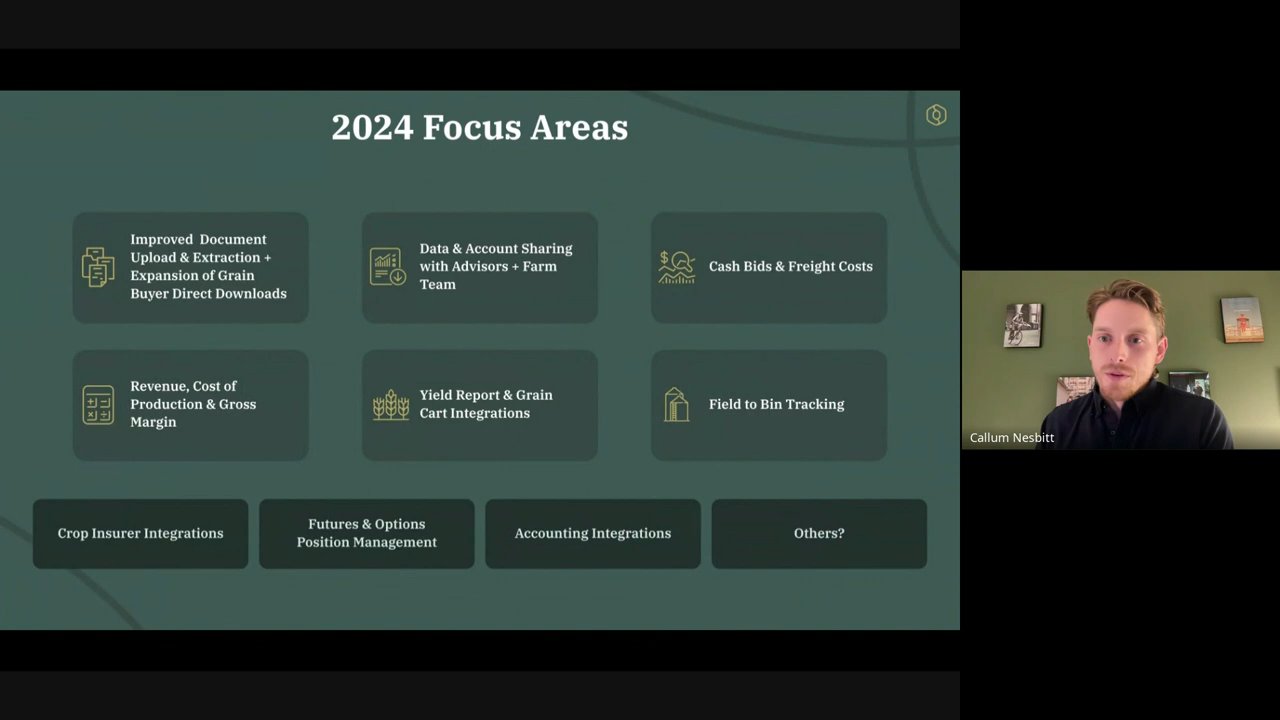 2024 Focus Areas
Improved Document
Upload & Extraction +
Expansion of Grain
Buyer Direct Downloads
Data & Account Sharing
with Advisors + Farm
Team
Cash Bids & Freight Costs
Revenue, Cost of
Production & Gross
Margin
Yield Report & Grain
Cart Integrations
Field to Bin Tracking
Crop Insurer Integrations
Futures & Options
Position Management
Accounting Integrations
Others?
Callum Nesbitt